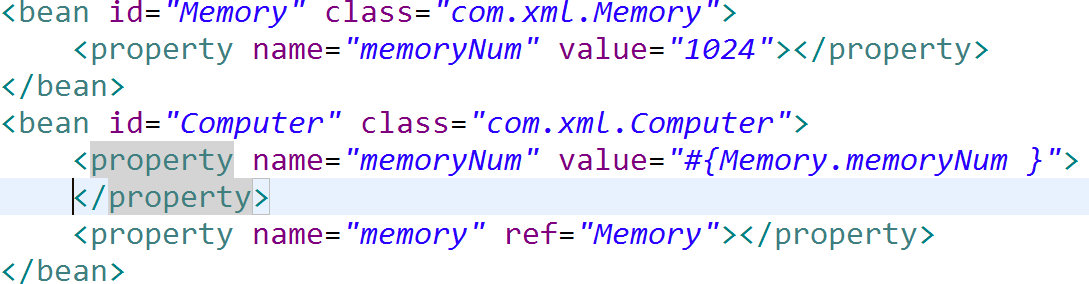 <bean id="Memory" class="com.xml.Memory">
    <property name="memoryNum" value="1024"></property>
</bean>
<bean id="Computer" class="com.xml.Computer">
    <property name="memoryNum" value="#{Memory.memoryNum }">
    </property>
    <property name="memory" ref="Memory"></property>
</bean>